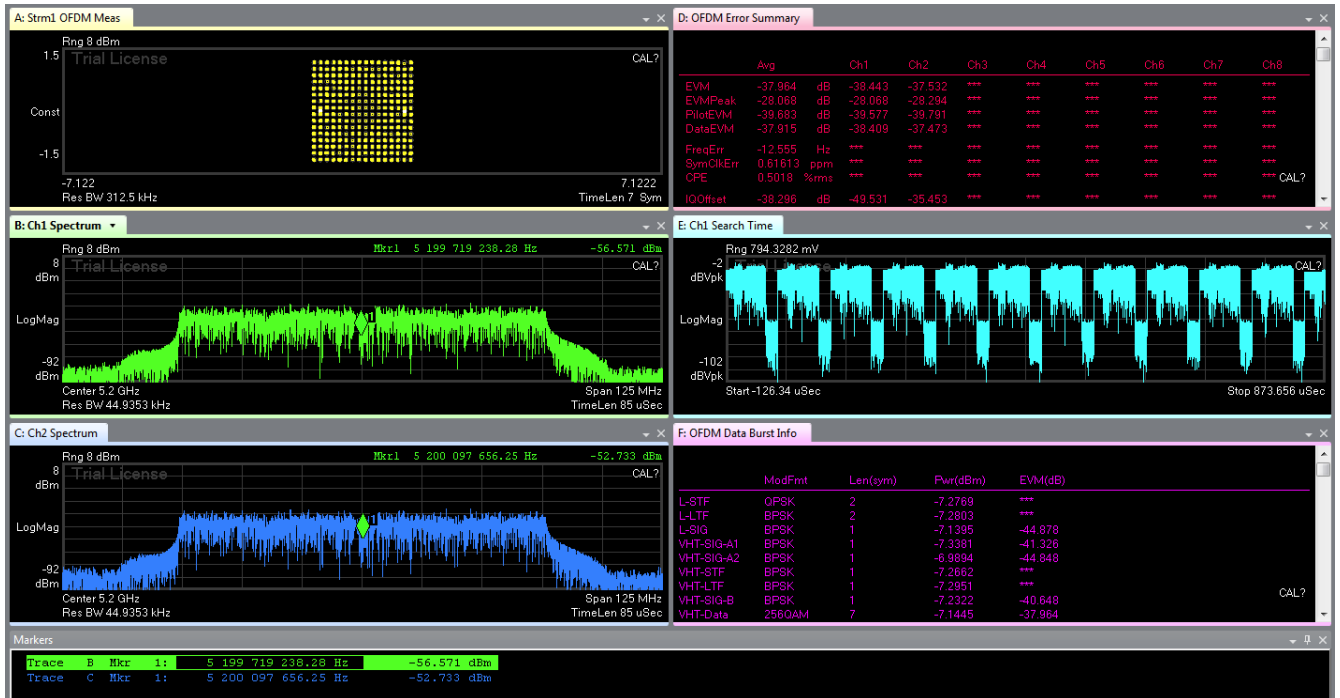 A: Strm1 OFDM Meas
Rng 8 dBm
1.5 Trial License CAL?
Const
-1.5
-7.122 7.1222
Res BW 312.5 kHz TimeLen 7 Sym
D: OFDM Error Summary
Avg Ch1 Ch2 Ch3 Ch4 Ch5 Ch6 Ch7 Ch8
EVM -37.964 dB -38.443 -37.532 *** *** *** *** *** ***
EVMPeak -28.068 dB -28.068 -28.294 *** *** *** *** *** ***
PilotEVM -39.683 dB -39.577 -39.791 *** *** *** *** *** ***
DataEVM -37.915 dB -38.409 -37.473 *** *** *** *** *** ***
FreqErr -12.555 Hz *** *** *** *** *** *** *** ***
SymClkErr 0.61613 ppm *** *** *** *** *** *** *** ***
CPE 0.5018 %rms *** *** *** *** *** *** *** *** CAL?
IQOffset -38.296 dB -49.531 -35.453 *** *** *** *** *** ***
B: Ch1 Spectrum
Rng 8 dBm Mkr1 5 199 719 238.28 Hz -56.571 dBm
8 Trial License CAL?
dBm
LogMag 1
-92
dBm
Center 5.2 GHz Span 125 MHz
Res BW 44.9353 kHz TimeLen 85 uSec
E: Ch1 Search Time
Rng 794.3282 mV
-2 Trial License CAL?
dBVpk
LogMag
-102
dBVpk
Start -126.34 uSec Stop 873.656 uSec
C: Ch2 Spectrum
Rng 8 dBm Mkr1 5 200 097 656.25 Hz -52.733 dBm
8 Trial License CAL?
dBm
LogMag 1
-92
dBm
Center 5.2 GHz Span 125 MHz
Res BW 44.9353 kHz TimeLen 85 uSec
F: OFDM Data Burst Info
ModFmt Len(sym) Pwr(dBm) EVM(dB)
L-STF QPSK 2 -7.2769 ***
L-LTF BPSK 2 -7.2803 ***
L-SIG BPSK 1 -7.1385 -44.878
VHT-SIG-A1 BPSK 1 -7.3381 -41.326
VHT-SIG-A2 BPSK 1 -6.9894 -44.848
VHT-STF BPSK 1 -7.2662 ***
VHT-LTF BPSK 1 -7.2951 ***
VHT-SIG-B BPSK 1 -7.2322 -40.648 CAL?
VHT-Data 256QAM 7 -7.1445 -37.964
Markers
Trace B Mkr 1: 5 199 719 238.28 Hz -56.571 dBm
Trace C Mkr 1: 5 200 097 656.25 Hz -52.733 dBm